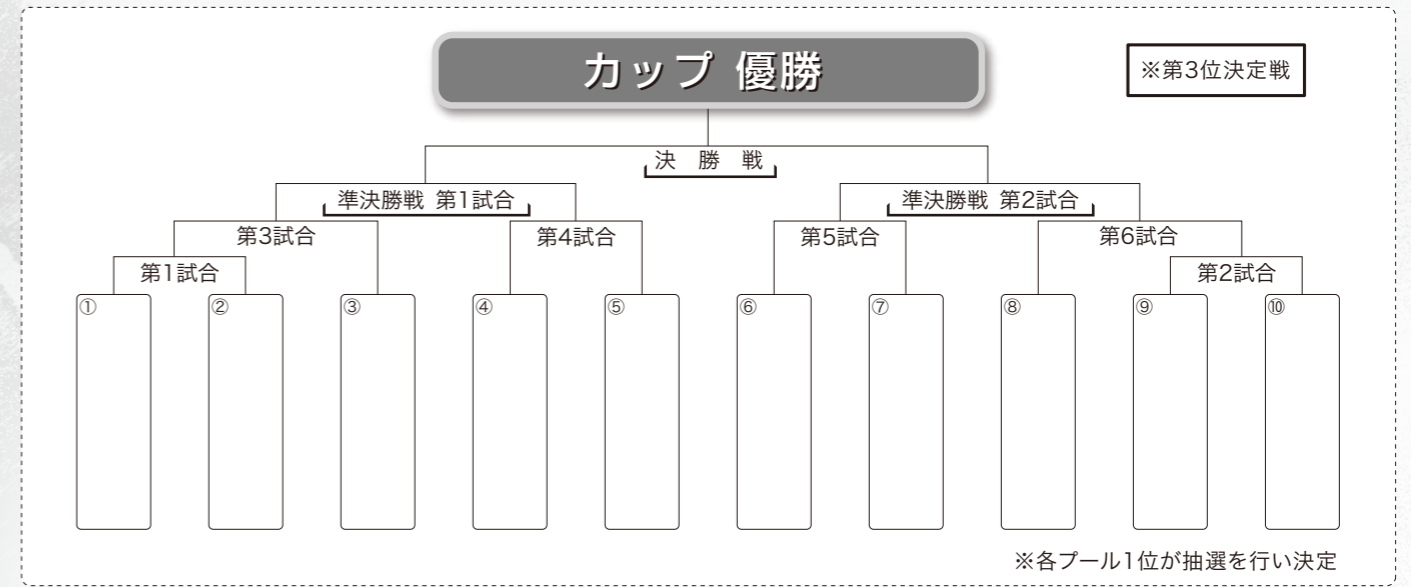 カップ 優勝
※第3位決定戦
決 勝 戦
準決勝戦 第1試合
準決勝戦 第2試合
第3試合
第4試合
第5試合
第6試合
第1試合
第2試合
①
②
③
④
⑤
⑥
⑦
⑧
⑨
⑩
※各プール1位が抽選を行い決定